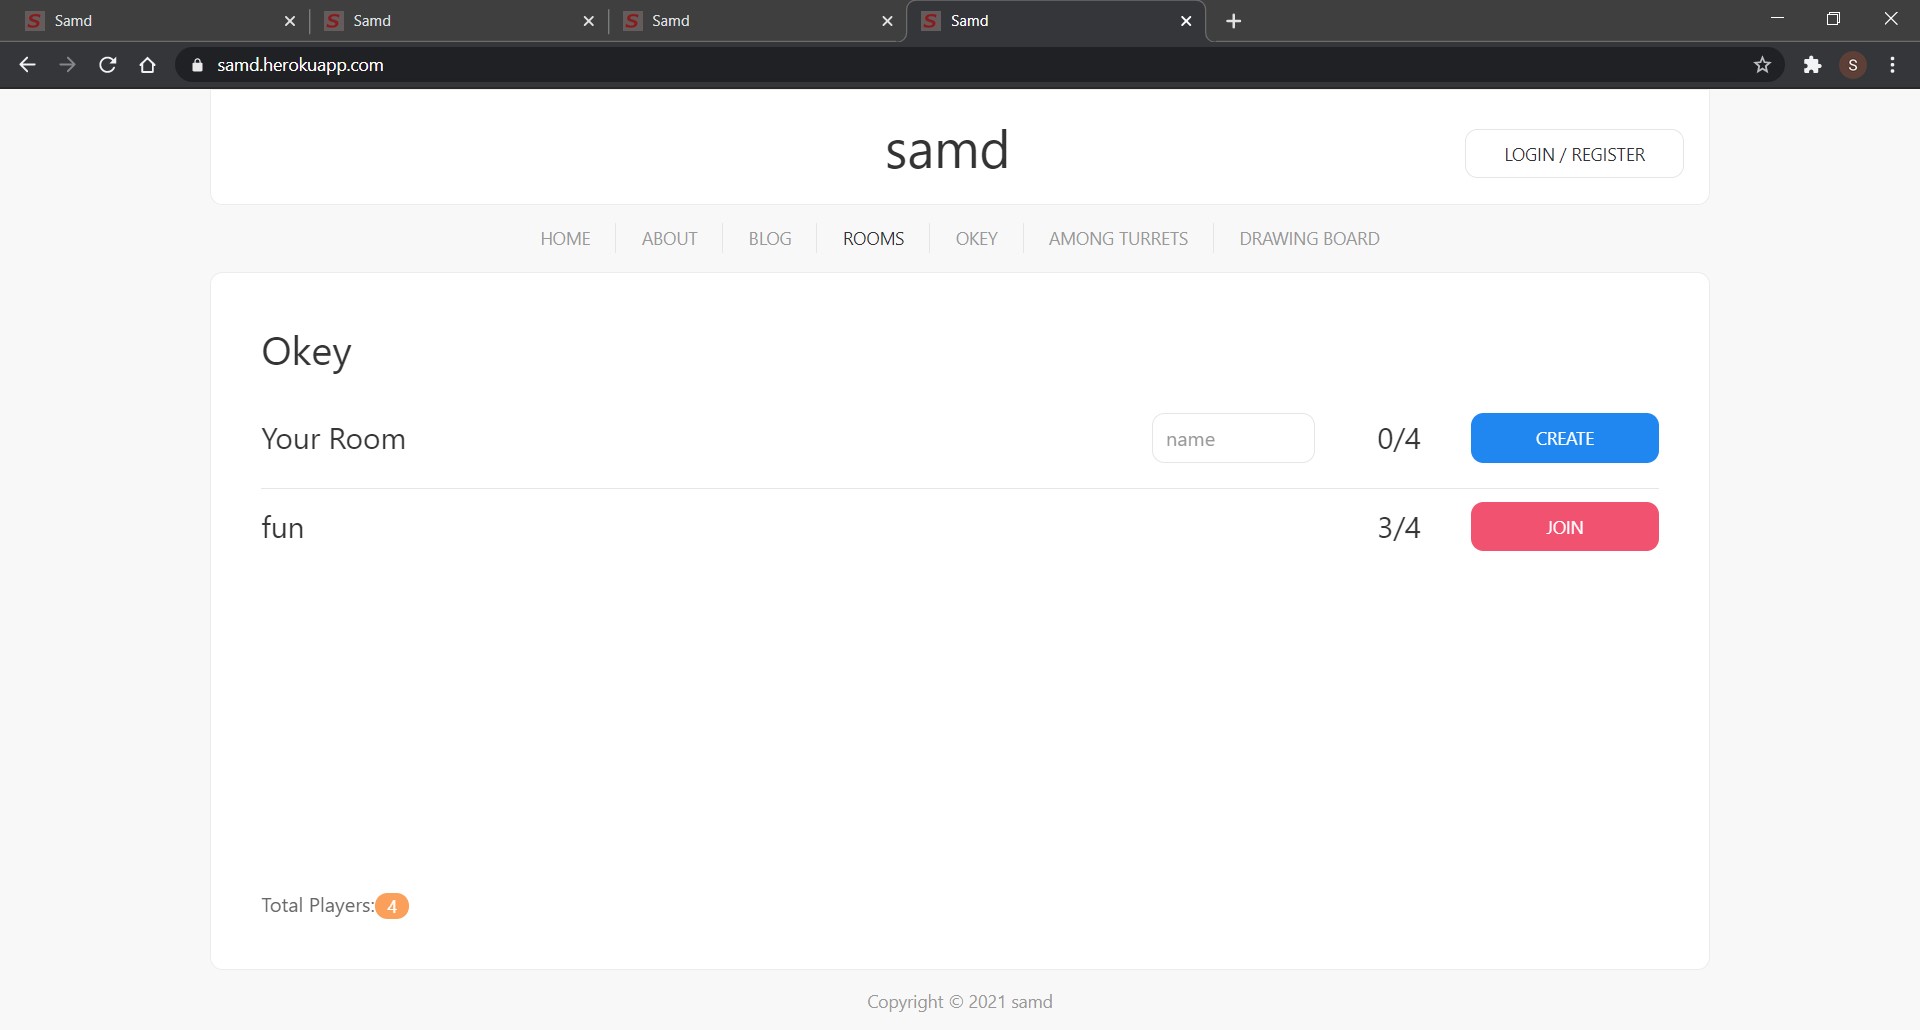 Samd Samd Samd Samd
samd.herokuapp.com S
samd
LOGIN / REGISTER
HOME ABOUT BLOG ROOMS OKEY AMONG TURRETS DRAWING BOARD
Okey
Your Room name 0/4 CREATE
fun 3/4 JOIN
Total Players: 4
Copyright © 2021 samd